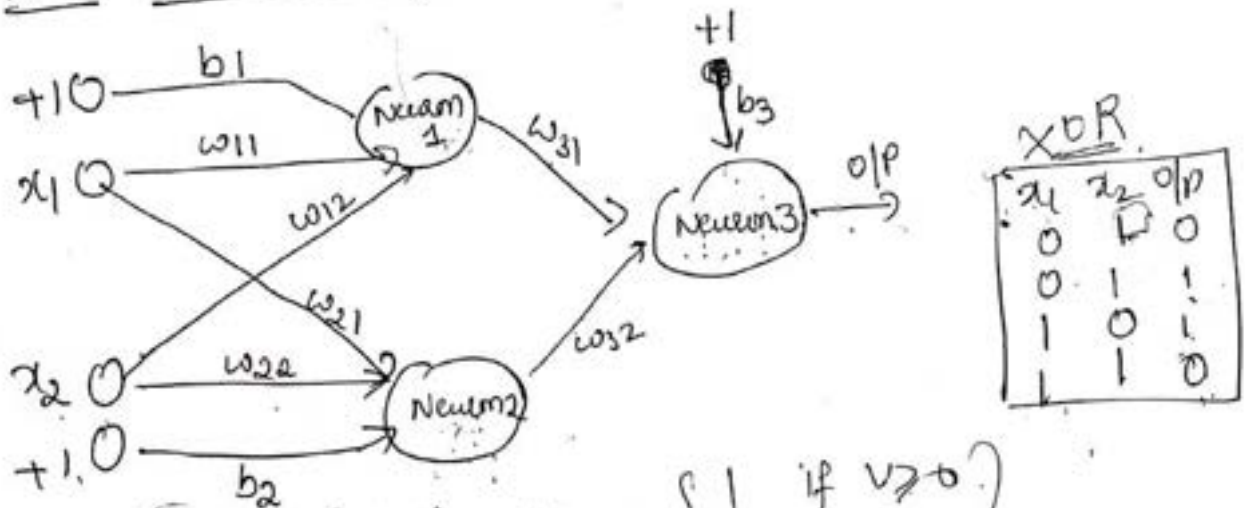 +1 b1 Neuron 1
+1
b3
x1 w11
w12
w31
Neuron3 O/P
w21
x2 w22
w32
Neuron2
+1 b2
XOR
x1 x2 O/P
0 0 0
0 1 1
1 0 1
1 1 0
{ 1 if v≥0 }